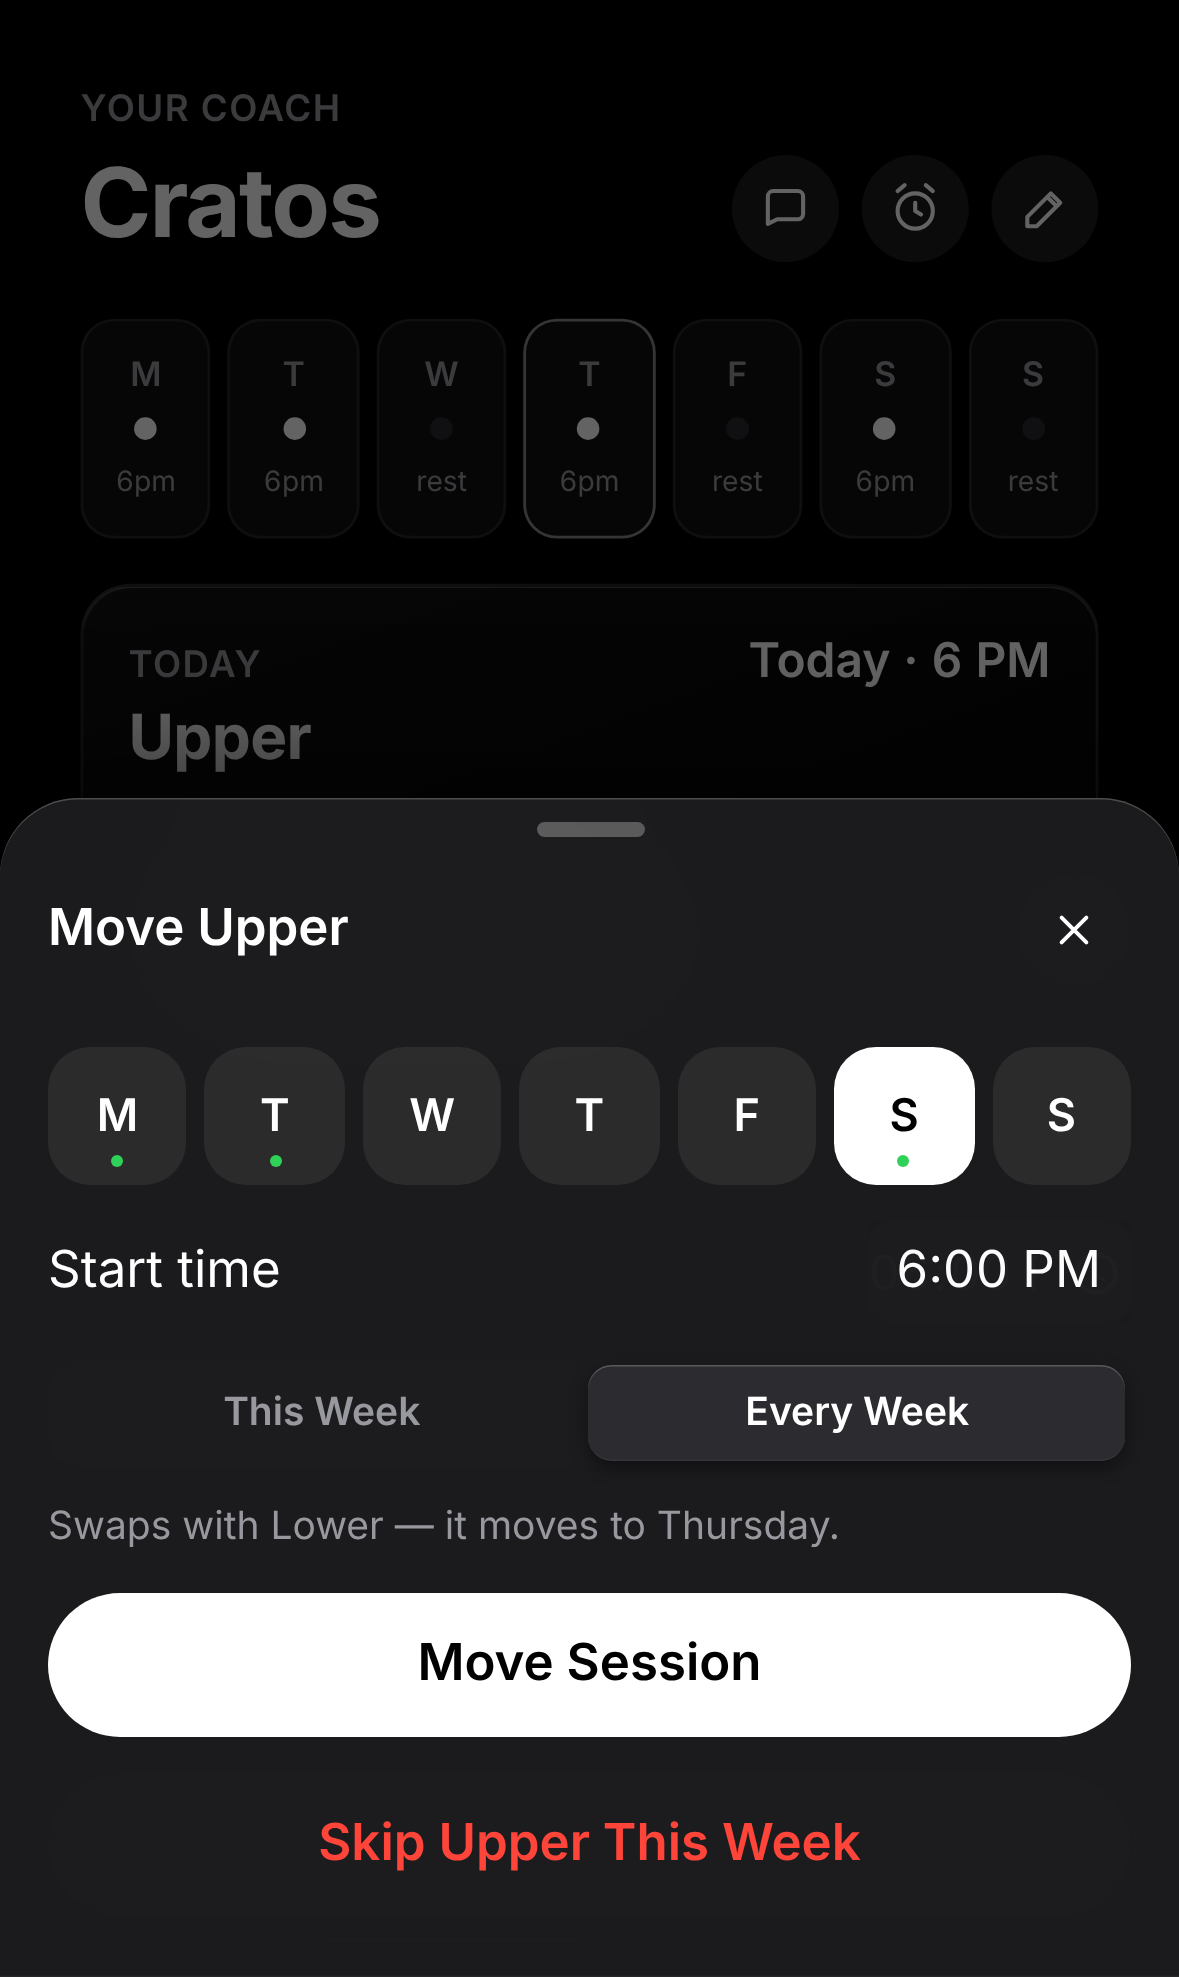 YOUR COACH
Cratos
M T W T F S S
6pm 6pm rest 6pm rest 6pm rest
TODAY
Today · 6 PM
Upper
Move Upper
M T W T F S S
Start time
6:00 PM
This Week
Every Week
Swaps with Lower — it moves to Thursday.
Move Session
Skip Upper This Week